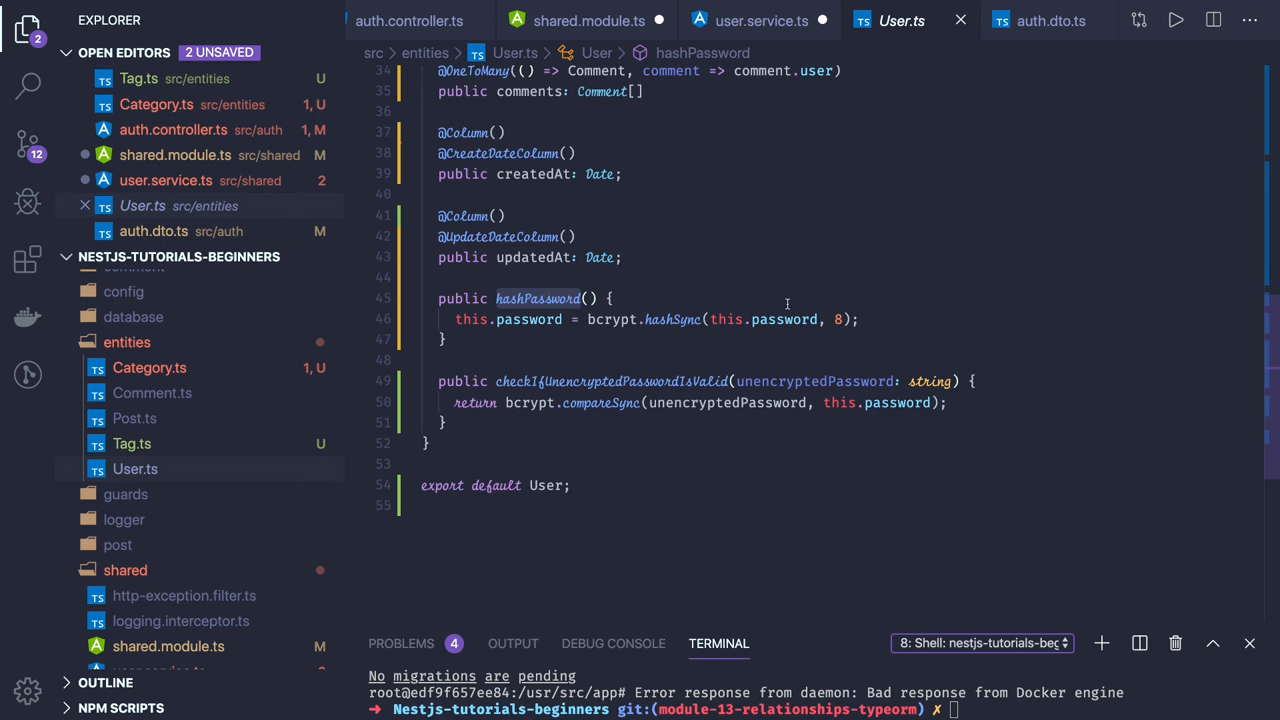 EXPLORER
OPEN EDITORS 2 UNSAVED
Tag.ts src/entities U
Category.ts src/entities 1, U
auth.controller.ts src/auth 1, M
shared.module.ts src/shared M
user.service.ts src/shared 2
User.ts src/entities
auth.dto.ts src/auth M
NESTJS-TUTORIALS-BEGINNERS
comment
config
database
entities
Category.ts 1, U
Comment.ts
Post.ts
Tag.ts U
User.ts
guards
logger
post
shared
http-exception.filter.ts
logging.interceptor.ts
shared.module.ts M
OUTLINE
NPM SCRIPTS
2
12
auth.controller.ts shared.module.ts user.service.ts User.ts auth.dto.ts
src > entities > User.ts > User > hashPassword
34 @OneToMany(() => Comment, comment => comment.user)
35 public comments: Comment[]
36
37 @Column()
38 @CreateDateColumn()
39 public createdAt: Date;
40
41 @Column()
42 @UpdateDateColumn()
43 public updatedAt: Date;
44
45 public hashPassword() {
46 this.password = bcrypt.hashSync(this.password, 8);
47 }
48
49 public checkIfUnencryptedPasswordIsValid(unencryptedPassword: string) {
50 return bcrypt.compareSync(unencryptedPassword, this.password);
51 }
52 }
53
54 export default User;
55
PROBLEMS 4 OUTPUT DEBUG CONSOLE TERMINAL 8: Shell: nestjs-tutorials-beg
No migrations are pending
root@edf9f657ee84:/usr/src/app# Error response from daemon: Bad response from Docker engine
→ Nestjs-tutorials-beginners git:(module-13-relationships-typeorm) ✗